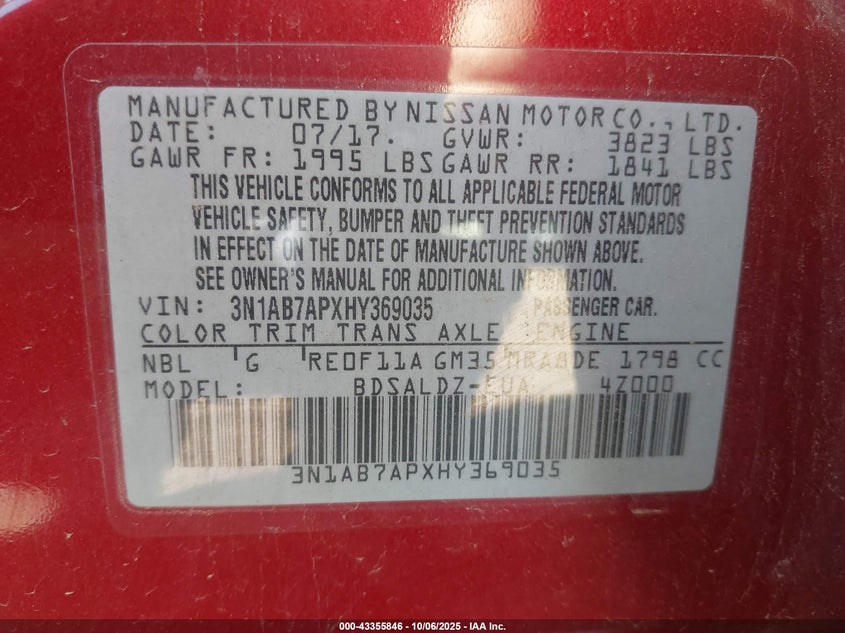 MANUFACTURED BY NISSAN MOTOR CO., LTD.
DATE: 07/17. GVWR: 3823 LBS
GAWR FR: 1995 LBS GAWR RR: 1841 LBS
THIS VEHICLE CONFORMS TO ALL APPLICABLE FEDERAL MOTOR
VEHICLE SAFETY, BUMPER AND THEFT PREVENTION STANDARDS
IN EFFECT ON THE DATE OF MANUFACTURE SHOWN ABOVE.
SEE OWNER'S MANUAL FOR ADDITIONAL INFORMATION.
VIN: 3N1AB7APXHY369035 PASSENGER CAR.
COLOR TRIM TRANS AXLE ENGINE
NBL G RE0F11A GM35 MRA8DE 1798 CC
MODEL: BDSALDZ-EUA 4Z000
3N1AB7APXHY369035
000-43355846 - 10/06/2025 - IAA Inc.